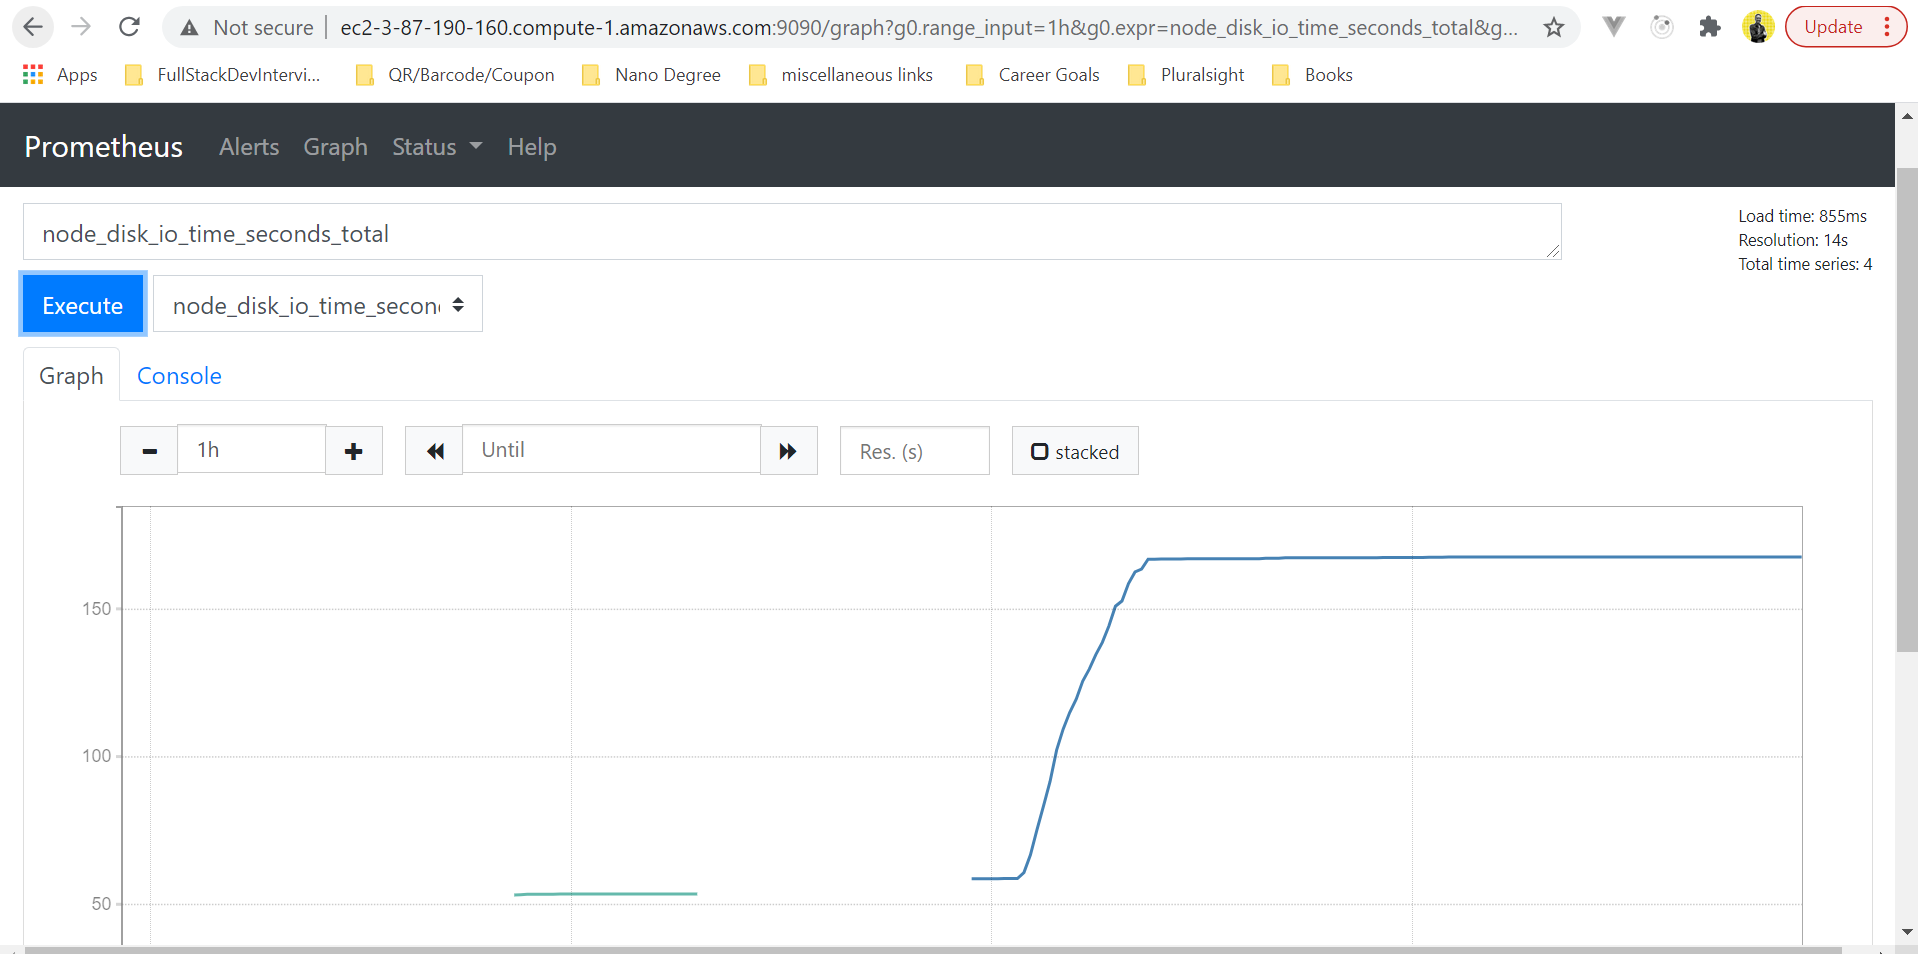 Not secure | ec2-3-87-190-160.compute-1.amazonaws.com:9090/graph?g0.range_input=1h&g0.expr=node_disk_io_time_seconds_total&g... Update
Apps FullStackDevIntervi... QR/Barcode/Coupon Nano Degree miscellaneous links Career Goals Pluralsight Books
Prometheus Alerts Graph Status Help
node_disk_io_time_seconds_total
Load time: 855ms
Resolution: 14s
Total time series: 4
Execute node_disk_io_time_secon
Graph Console
1h Until Res. (s) stacked
150
100
50